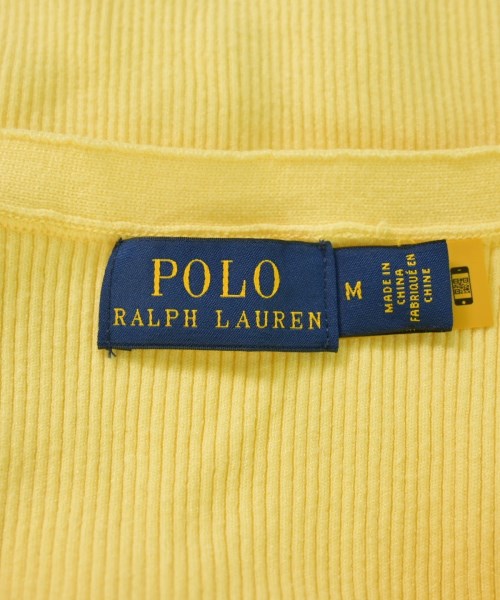 POLO
RALPH LAUREN
M
MADE IN
CHINA
FABRIQUÉ EN
CHINE